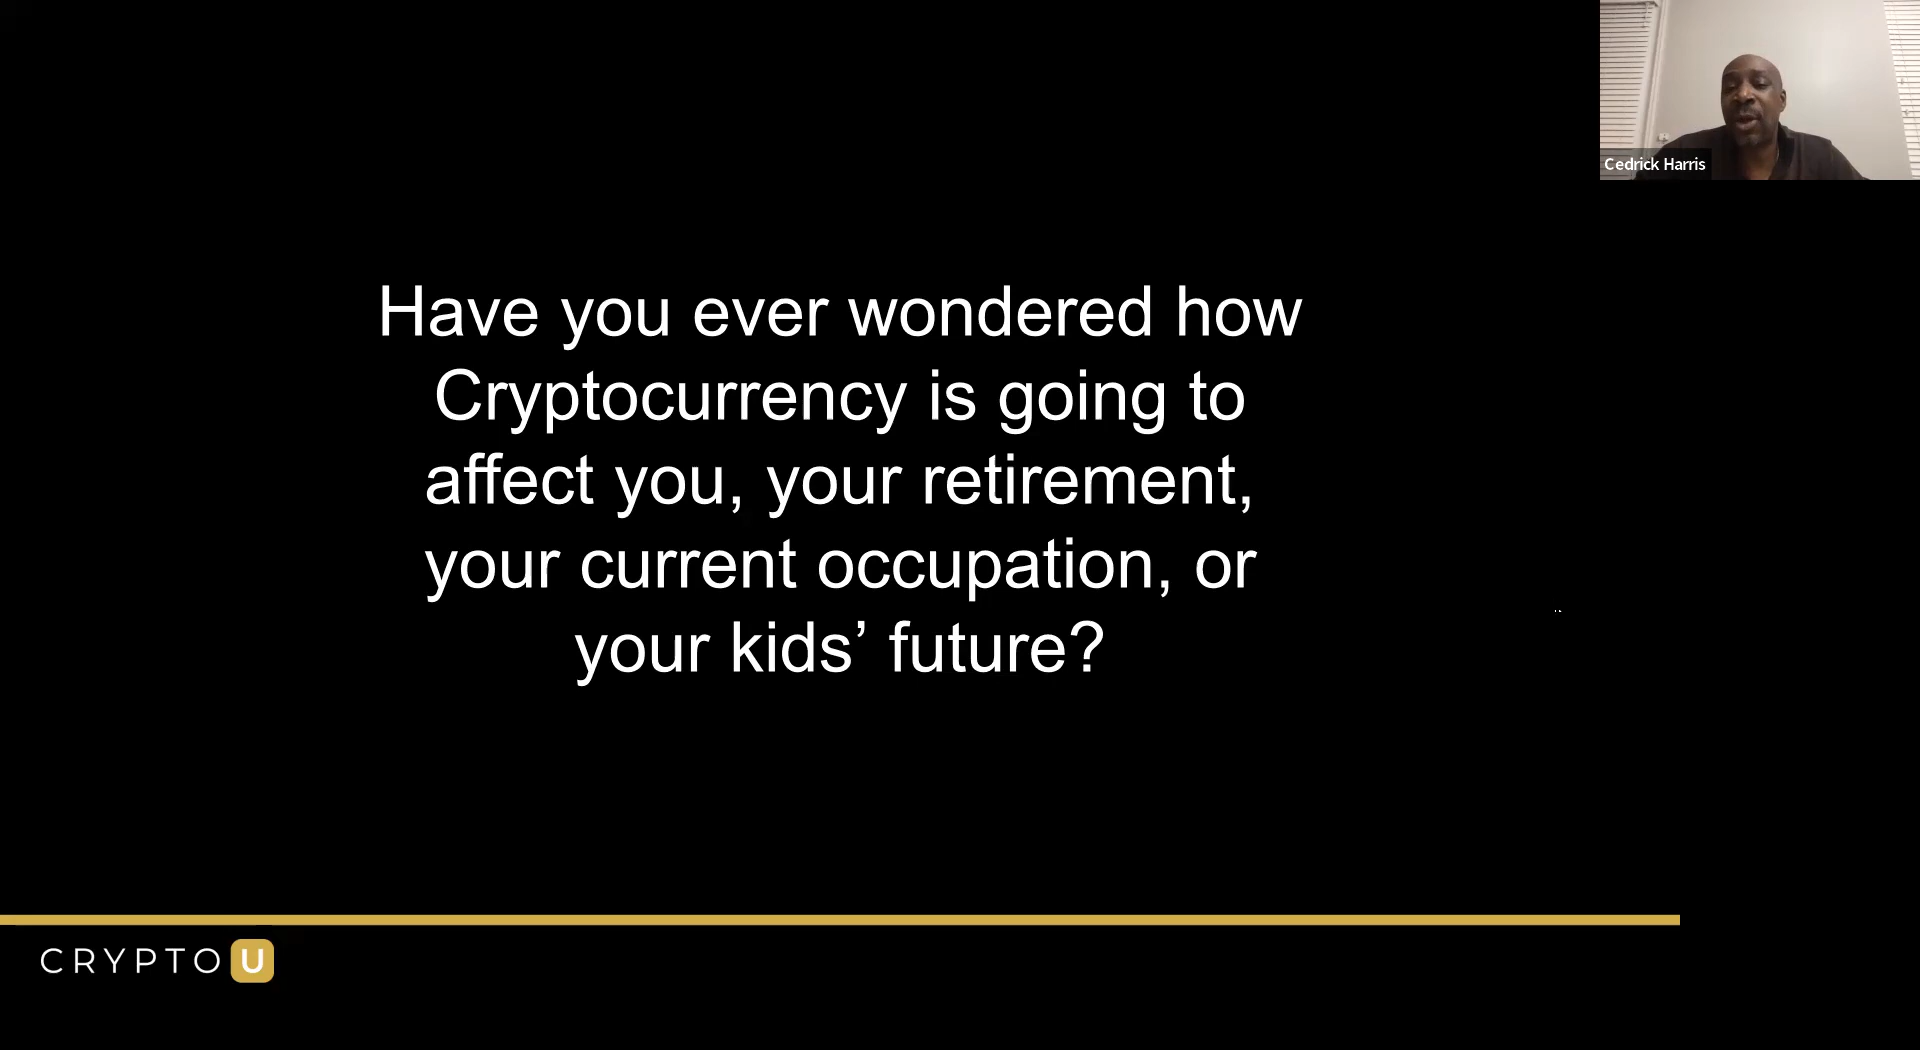 Cedrick Harris
Have you ever wondered how
Cryptocurrency is going to
affect you, your retirement,
your current occupation, or
your kids’ future?
CRYPTO U